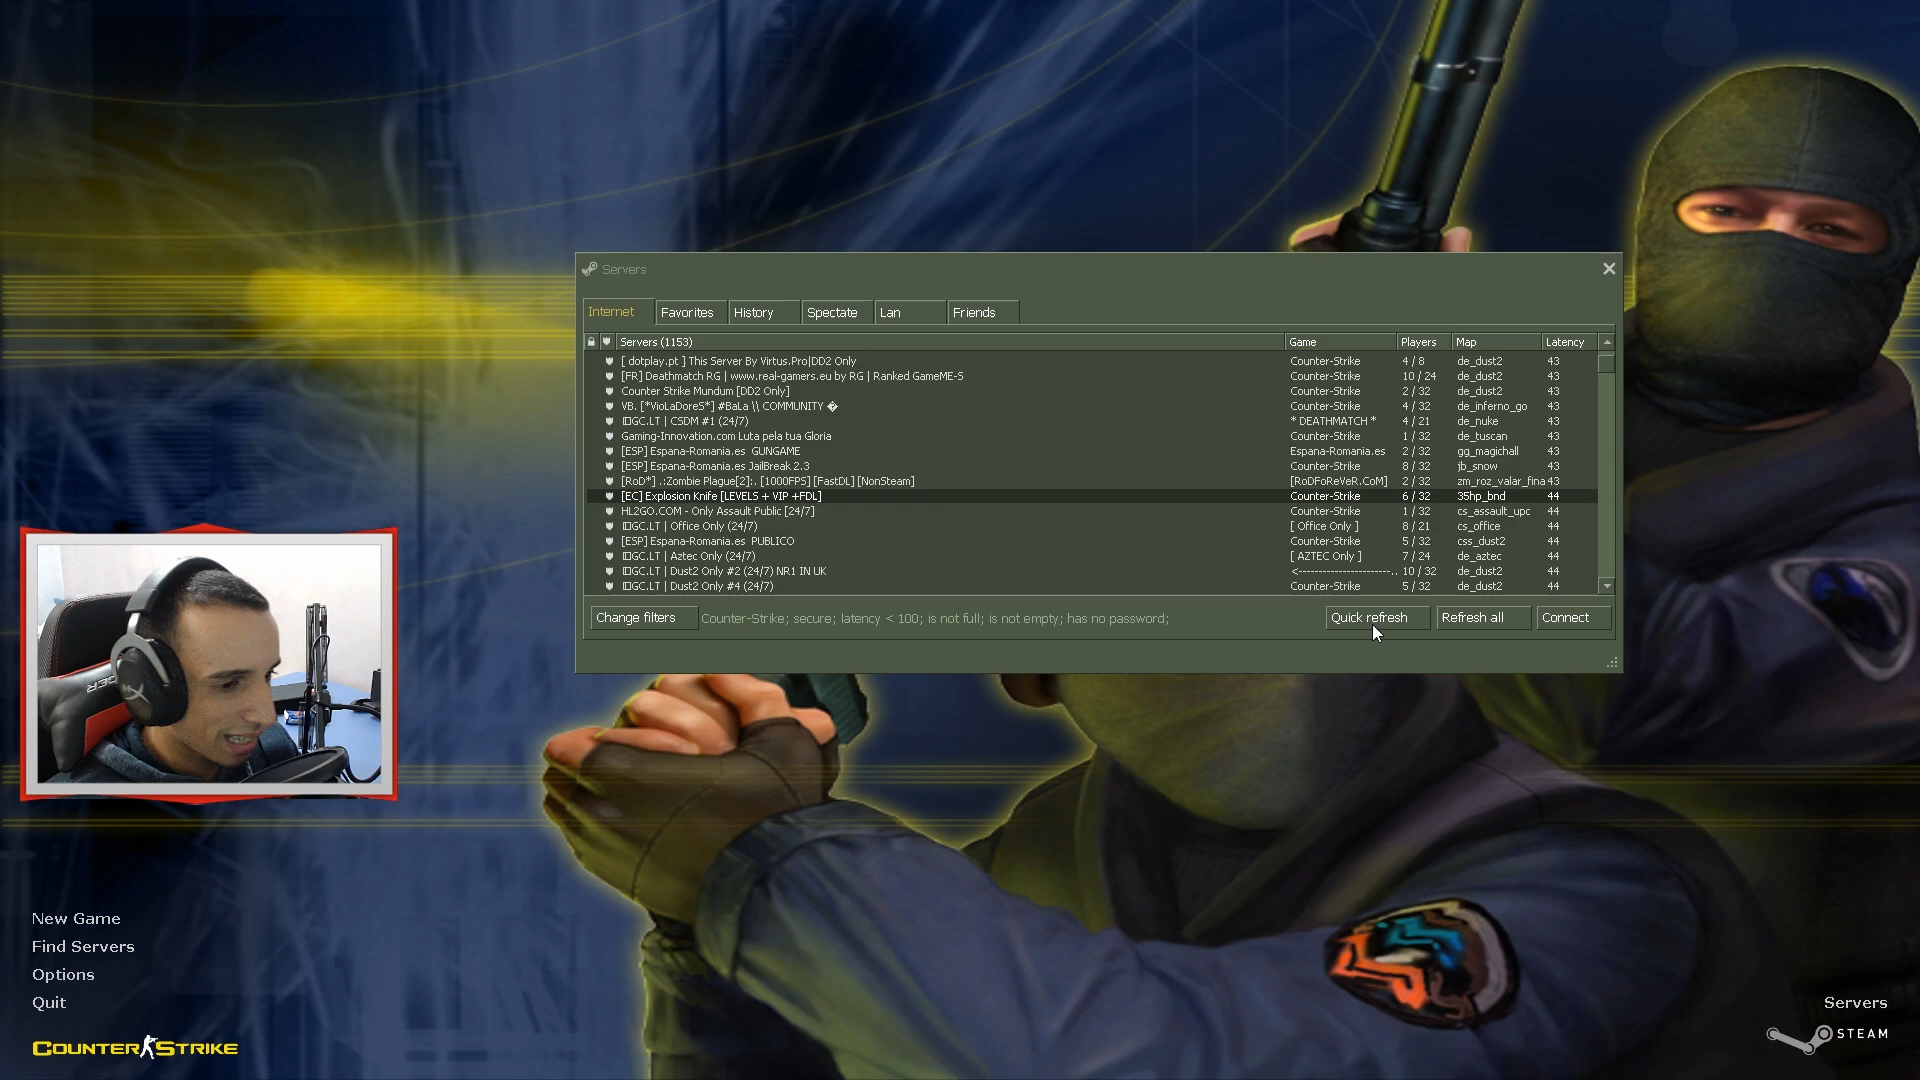 Servers
Internet Favorites History Spectate Lan Friends
Servers (1153) Game Players Map Latency
[ dotplay.pt ] This Server By Virtus.Pro|DD2 Only Counter-Strike 4 / 8 de_dust2 43
[FR] Deathmatch RG | www.real-gamers.eu by RG | Ranked GameME-S Counter-Strike 10 / 24 de_dust2 43
Counter Strike Mundum [DD2 Only] Counter-Strike 2 / 32 de_dust2 43
VB. [*VioLaDoreS*] #BaLa \\ COMMUNITY � Counter-Strike 4 / 32 de_inferno_go 43
GC.LT | CSDM #1 (24/7) * DEATHMATCH * 4 / 21 de_nuke 43
Gaming-Innovation.com Luta pela tua Gloria Counter-Strike 1 / 32 de_tuscan 43
[ESP] Espana-Romania.es GUNGAME Espana-Romania.es 2 / 32 gg_magichall 43
[ESP] Espana-Romania.es JailBreak 2.3 Counter-Strike 8 / 32 jb_snow 43
[RoD*] .:Zombie Plague[2]:. [1000FPS] [FastDL] [NonSteam] [RoDFoReVeR.CoM] 2 / 32 zm_roz_valar_fina 43
[EC] Explosion Knife [LEVELS + VIP +FDL] Counter-Strike 6 / 32 35hp_bnd 44
HL2GO.COM - Only Assault Public [24/7] Counter-Strike 1 / 32 cs_assault_upc 44
GC.LT | Office Only (24/7) [ Office Only ] 8 / 21 cs_office 44
[ESP] Espana-Romania.es PUBLICO Counter-Strike 5 / 32 css_dust2 44
GC.LT | Aztec Only (24/7) [ AZTEC Only ] 7 / 24 de_aztec 44
GC.LT | Dust2 Only #2 (24/7) NR1 IN UK <-----------------------.. 10 / 32 de_dust2 44
GC.LT | Dust2 Only #4 (24/7) Counter-Strike 5 / 32 de_dust2 44
Change filters Counter-Strike; secure; latency < 100; is not full; is not empty; has no password; Quick refresh Refresh all Connect
New Game
Find Servers
Options
Quit
COUNTER STRIKE
Servers
STEAM